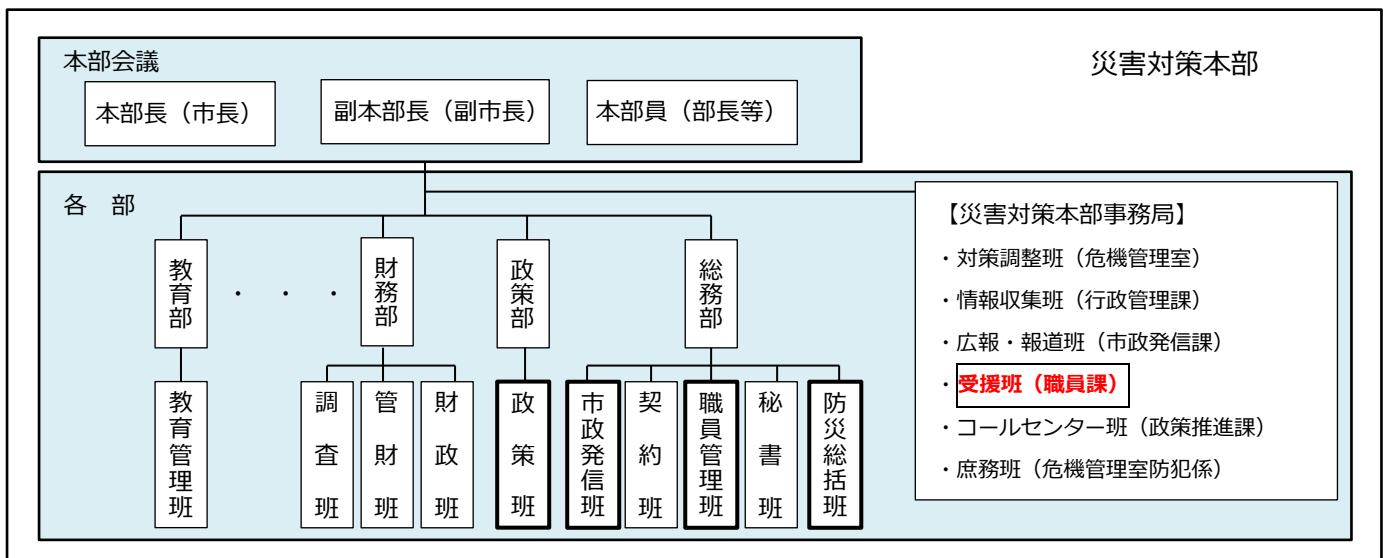 災害対策本部
本部会議
本部長（市長）
副本部長（副市長）
本部員（部長等）
各　部
教育部
・　・　・
財務部
政策部
総務部
教育管理班
調査班
管財班
財政班
政策班
市政発信班
契約班
職員管理班
秘書班
防災総括班
【災害対策本部事務局】
・対策調整班（危機管理室）
・情報収集班（行政管理課）
・広報・報道班（市政発信課）
・受援班（職員課）
・コールセンター班（政策推進課）
・庶務班（危機管理室防犯係）